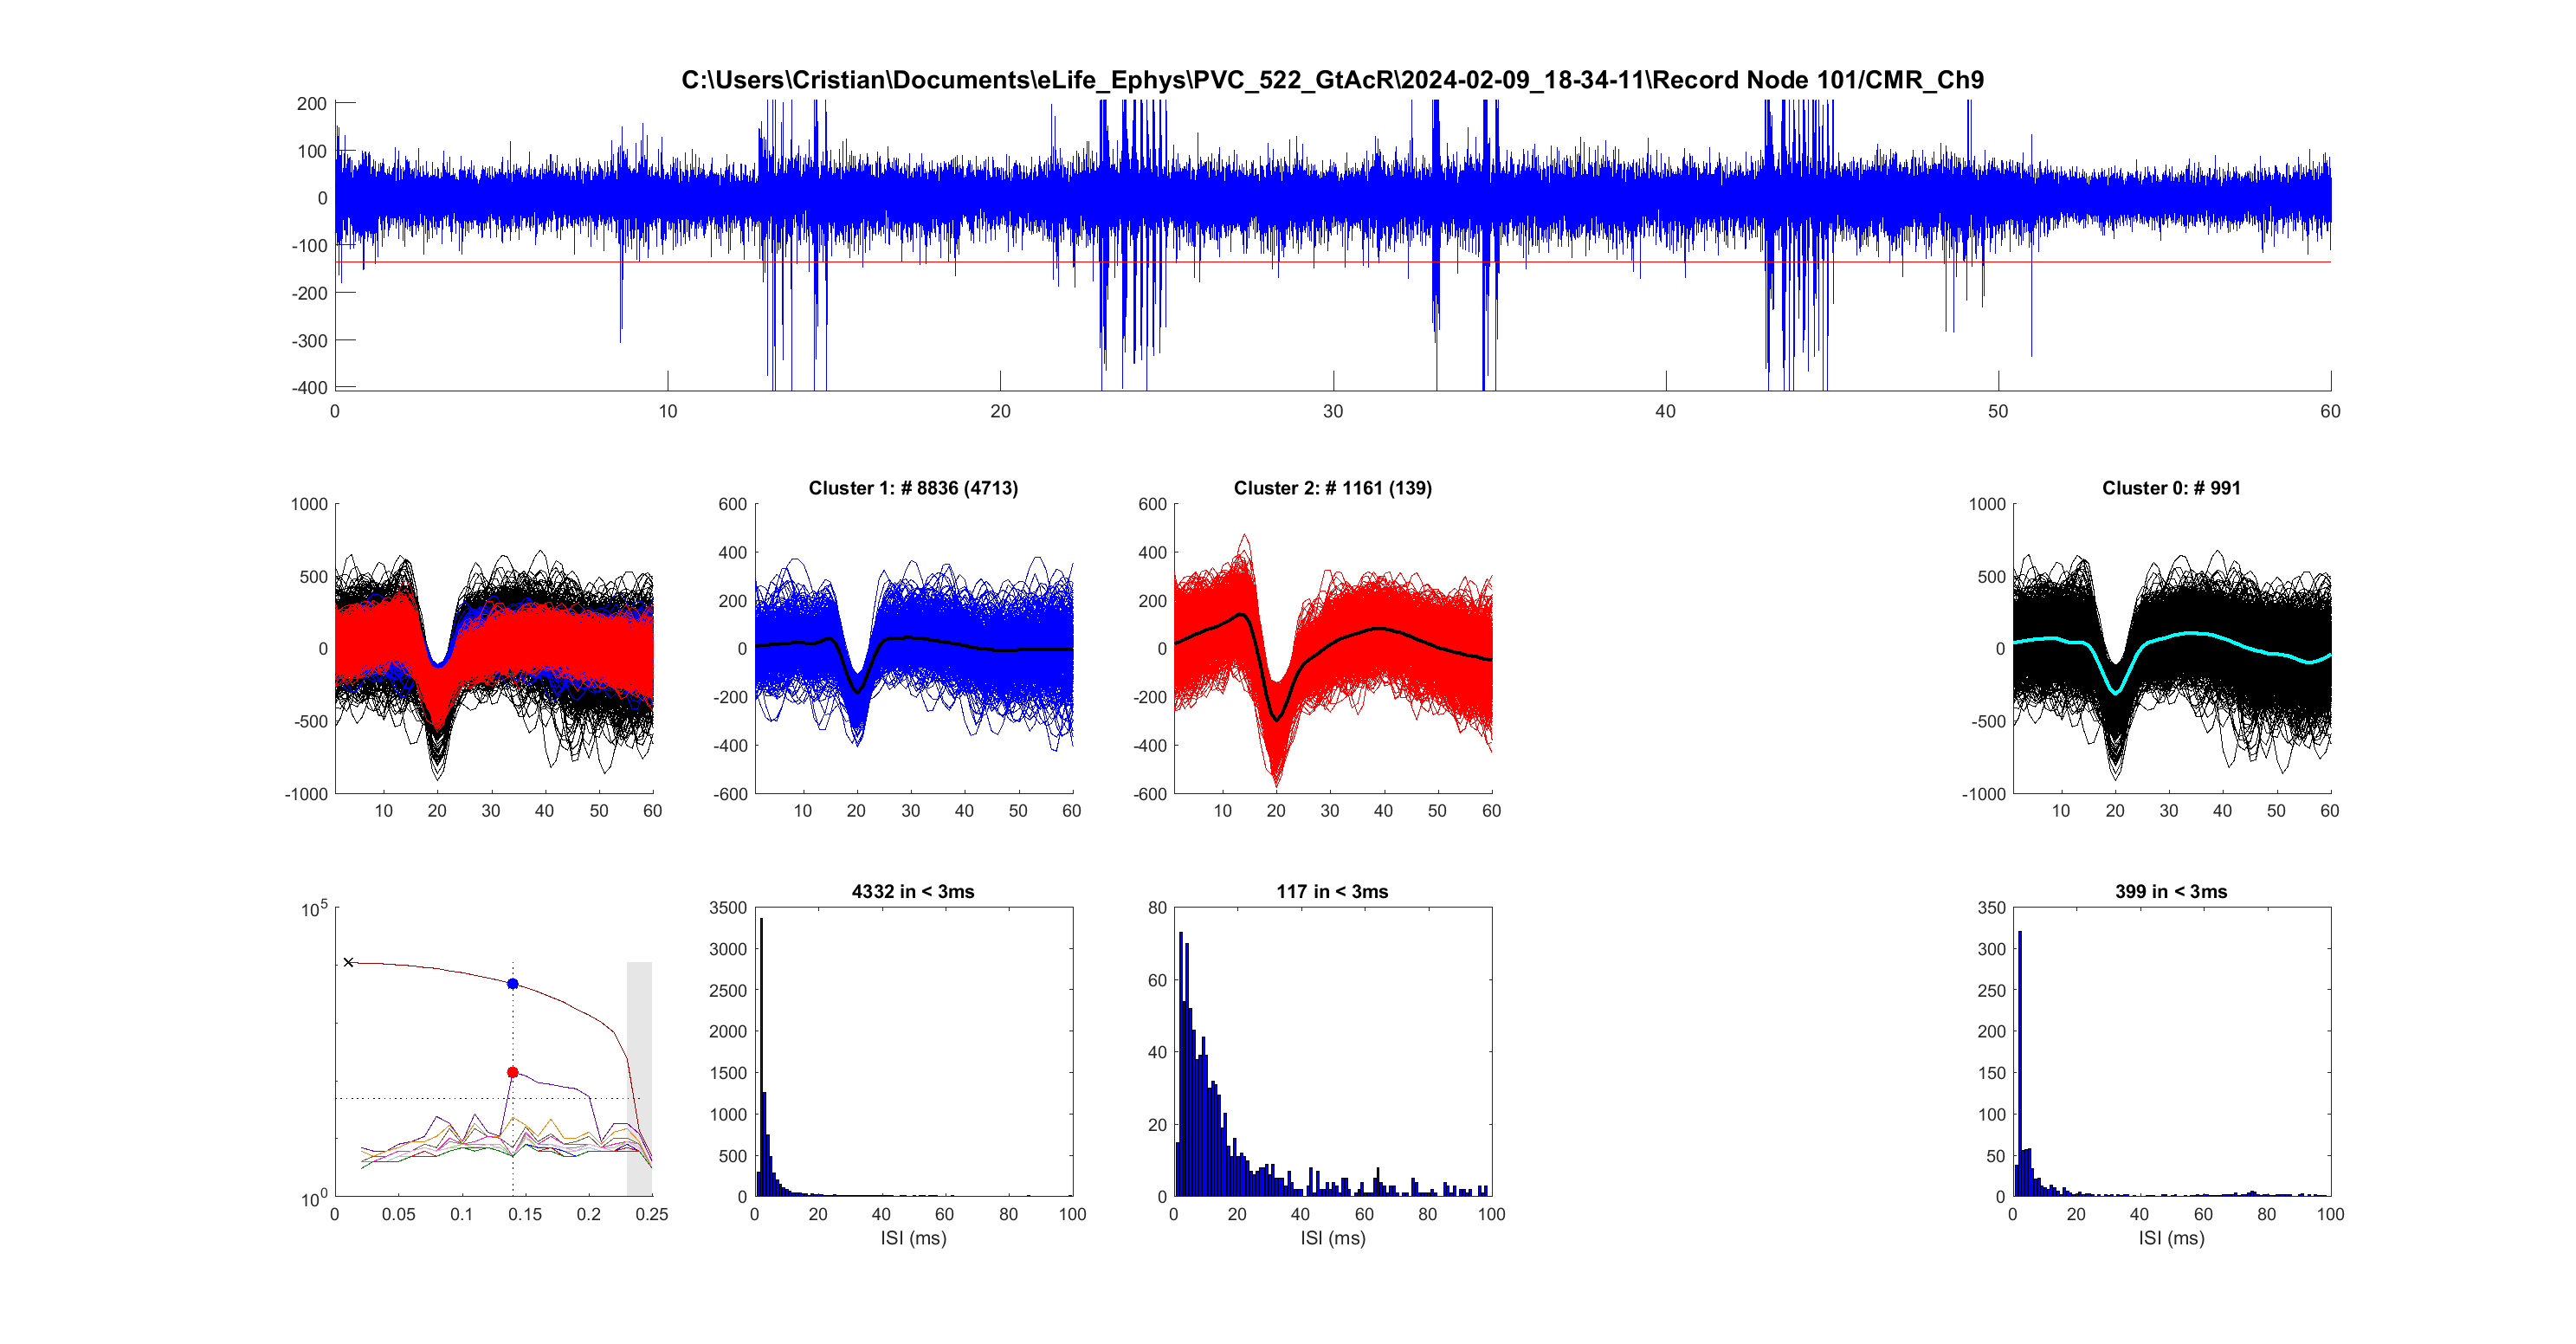 C:\Users\Cristian\Documents\eLife_Ephys\PVC_522_GtAcR\2024-02-09_18-34-11\Record Node 101/CMR_Ch9
200
100
0
-100
-200
-300
-400
0 10 20 30 40 50 60
Cluster 1: # 8836 (4713)
Cluster 2: # 1161 (139)
Cluster 0: # 991
1000
500
0
-500
-1000
10 20 30 40 50 60
600
400
200
0
-200
-400
-600
10 20 30 40 50 60
600
400
200
0
-200
-400
-600
10 20 30 40 50 60
1000
500
0
-500
-1000
10 20 30 40 50 60
10^5
10^0
0 0.05 0.1 0.15 0.2 0.25
4332 in < 3ms
3500
3000
2500
2000
1500
1000
500
0
0 20 40 60 80 100
ISI (ms)
117 in < 3ms
80
60
40
20
0
0 20 40 60 80 100
ISI (ms)
399 in < 3ms
350
300
250
200
150
100
50
0
0 20 40 60 80 100
ISI (ms)